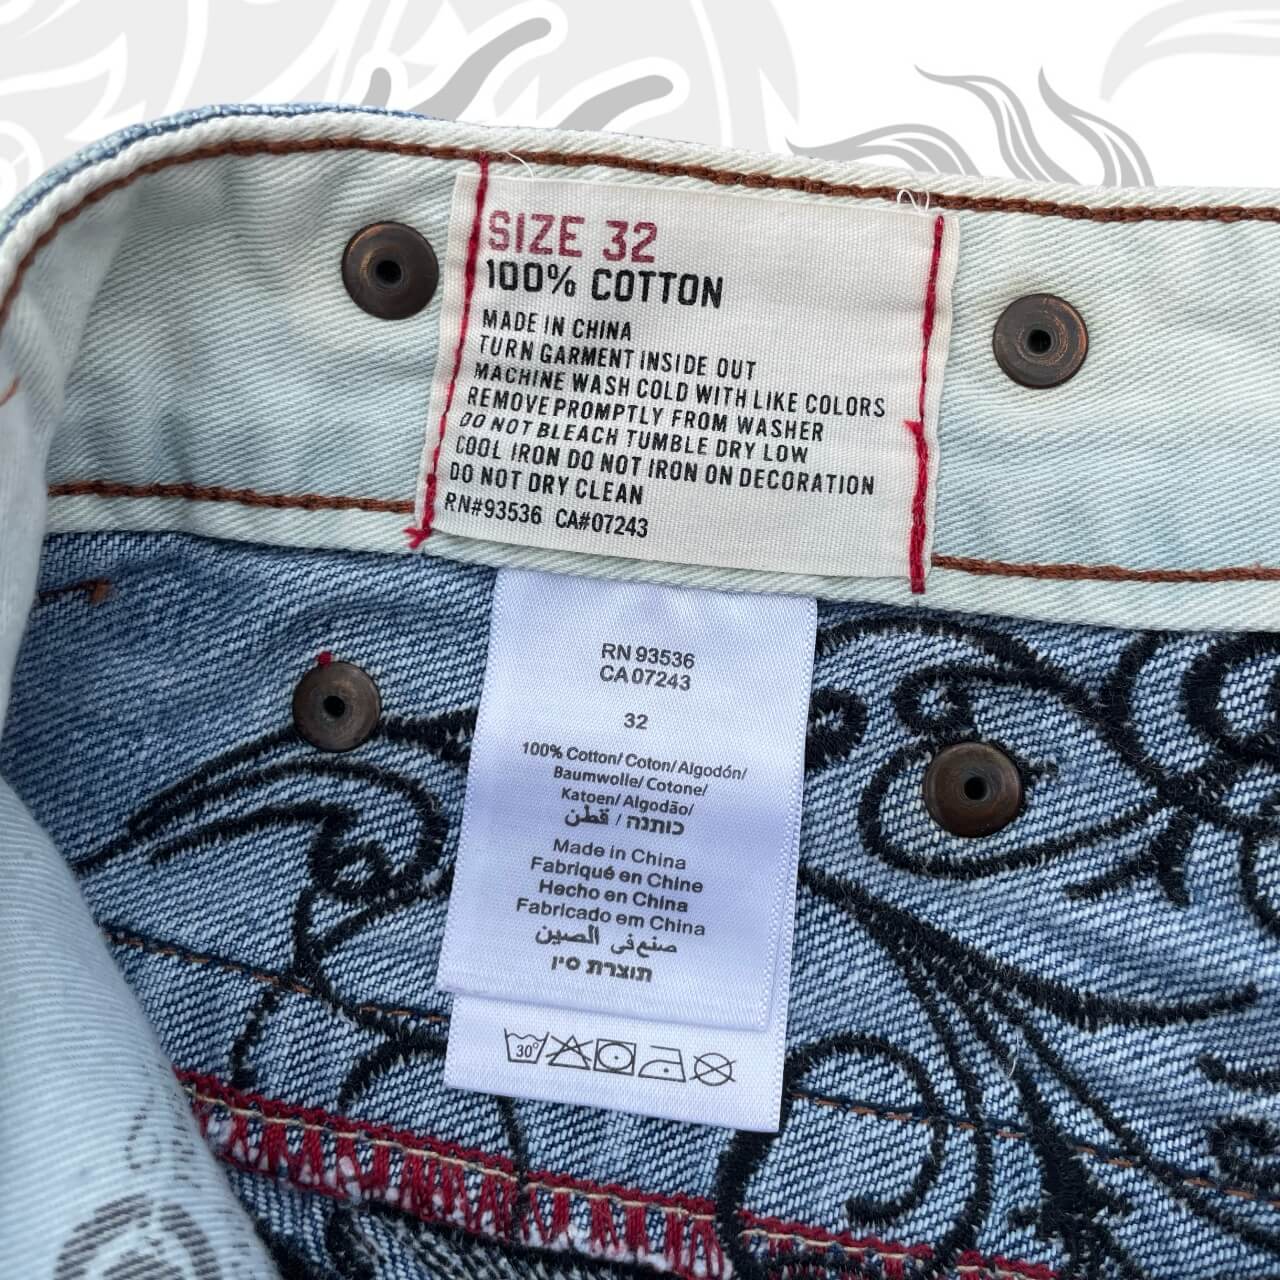 SIZE 32
100% COTTON
MADE IN CHINA
TURN GARMENT INSIDE OUT
MACHINE WASH COLD WITH LIKE COLORS
REMOVE PROMPTLY FROM WASHER
DO NOT BLEACH TUMBLE DRY LOW
COOL IRON DO NOT IRON ON DECORATION
DO NOT DRY CLEAN
RN#93536 CA#07243
RN 93536
CA 07243
32
100% Cotton/ Coton/ Algodón/
Baumwolle/ Cotone/
Katoen/ Algodão/
כותנה / قطن
Made in China
Fabriqué en Chine
Hecho en China
Fabricado em China
صنع في الصين
תוצרת סין
30°